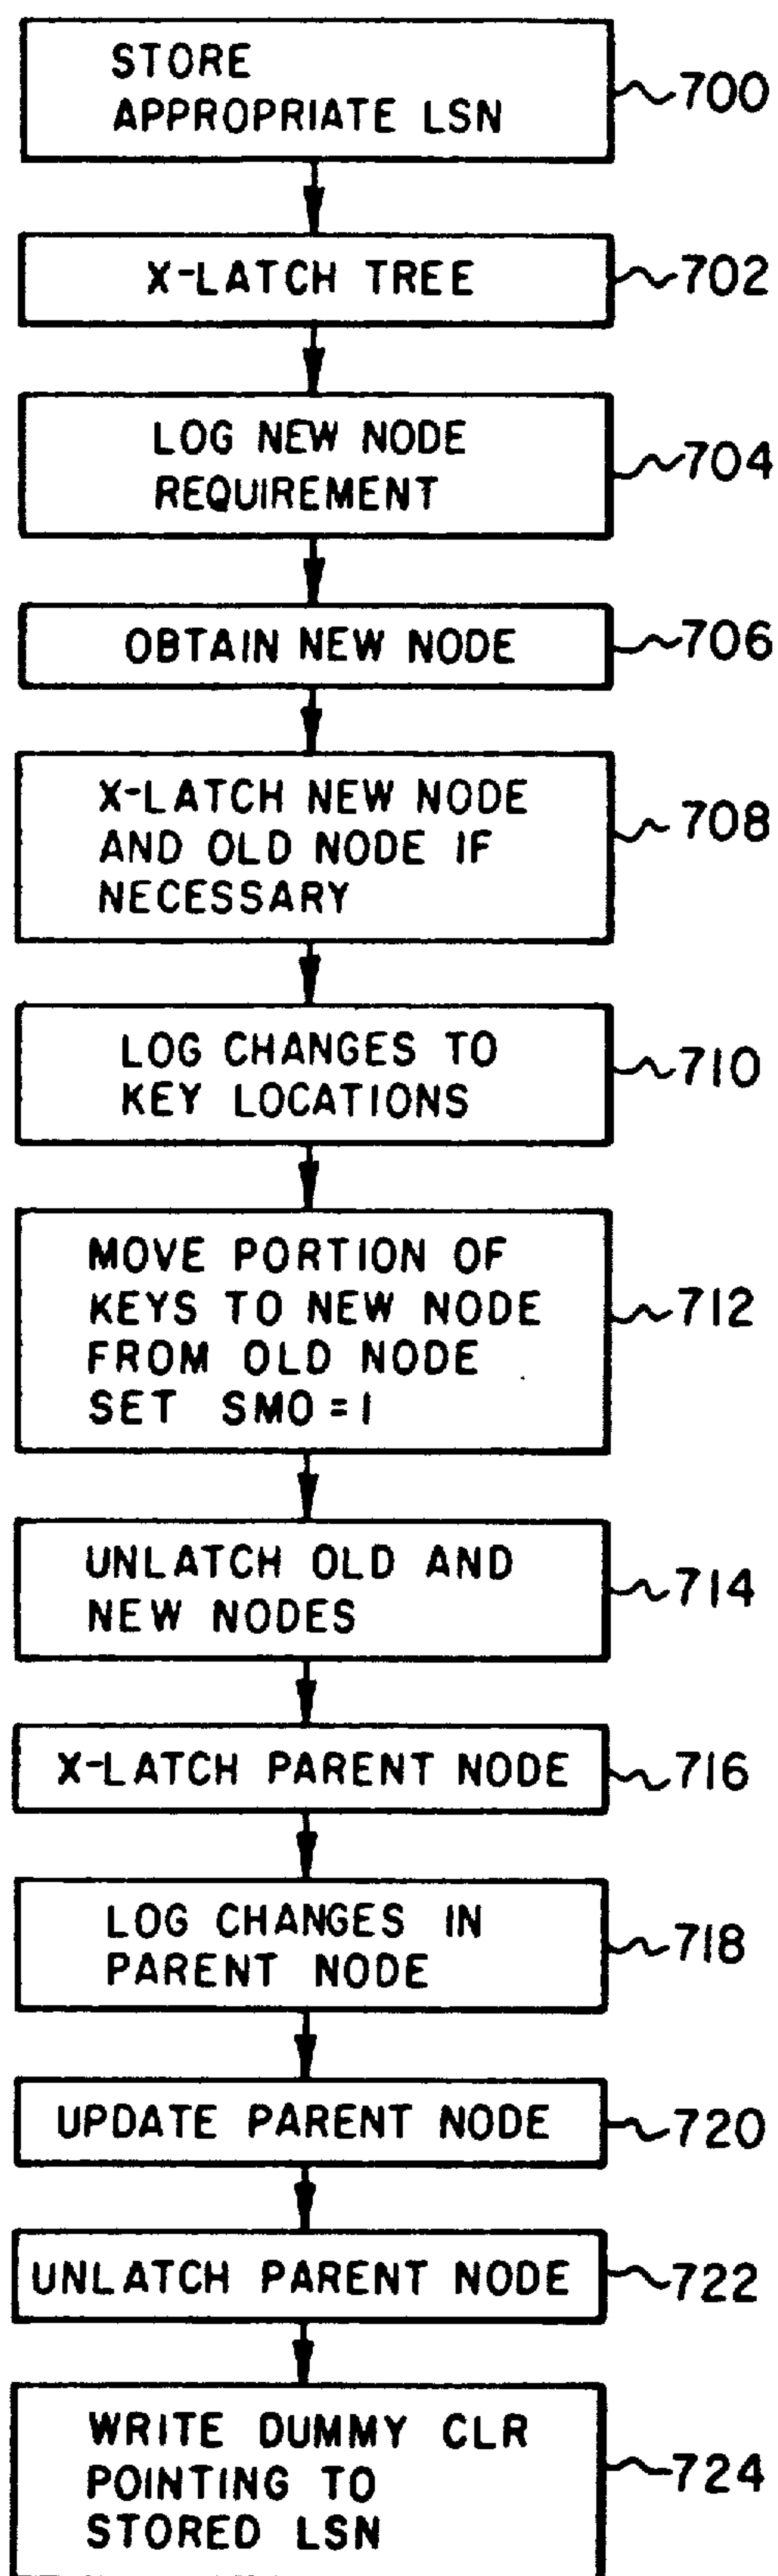 STORE
APPROPRIATE LSN
700
X-LATCH TREE
702
LOG NEW NODE
REQUIREMENT
704
OBTAIN NEW NODE
706
X-LATCH NEW NODE
AND OLD NODE IF
NECESSARY
708
LOG CHANGES TO
KEY LOCATIONS
710
MOVE PORTION OF
KEYS TO NEW NODE
FROM OLD NODE
SET SMO = 1
712
UNLATCH OLD AND
NEW NODES
714
X-LATCH PARENT NODE
716
LOG CHANGES IN
PARENT NODE
718
UPDATE PARENT NODE
720
UNLATCH PARENT NODE
722
WRITE DUMMY CLR
POINTING TO
STORED LSN
724